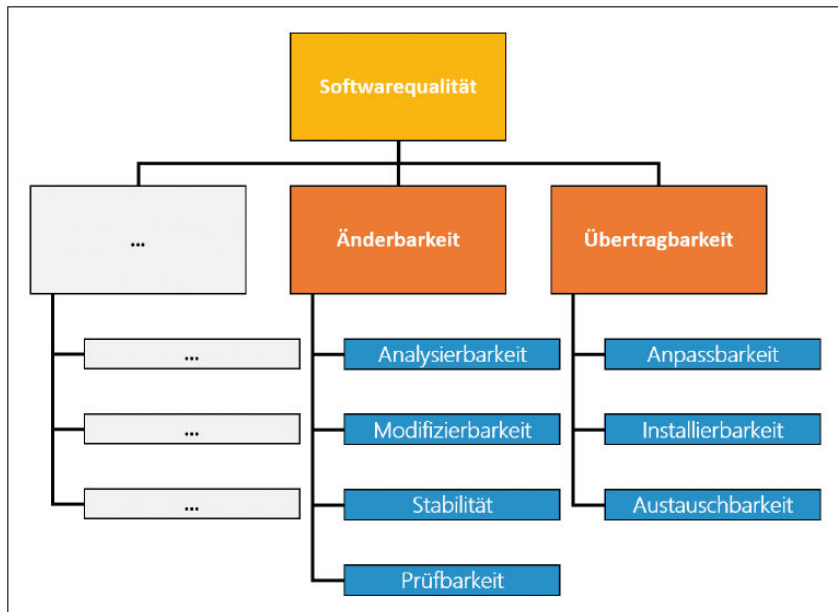 Softwarequalität
...
Änderbarkeit
Übertragbarkeit
...
Analysierbarkeit
Anpassbarkeit
...
Modifizierbarkeit
Installierbarkeit
...
Stabilität
Austauschbarkeit
Prüfbarkeit